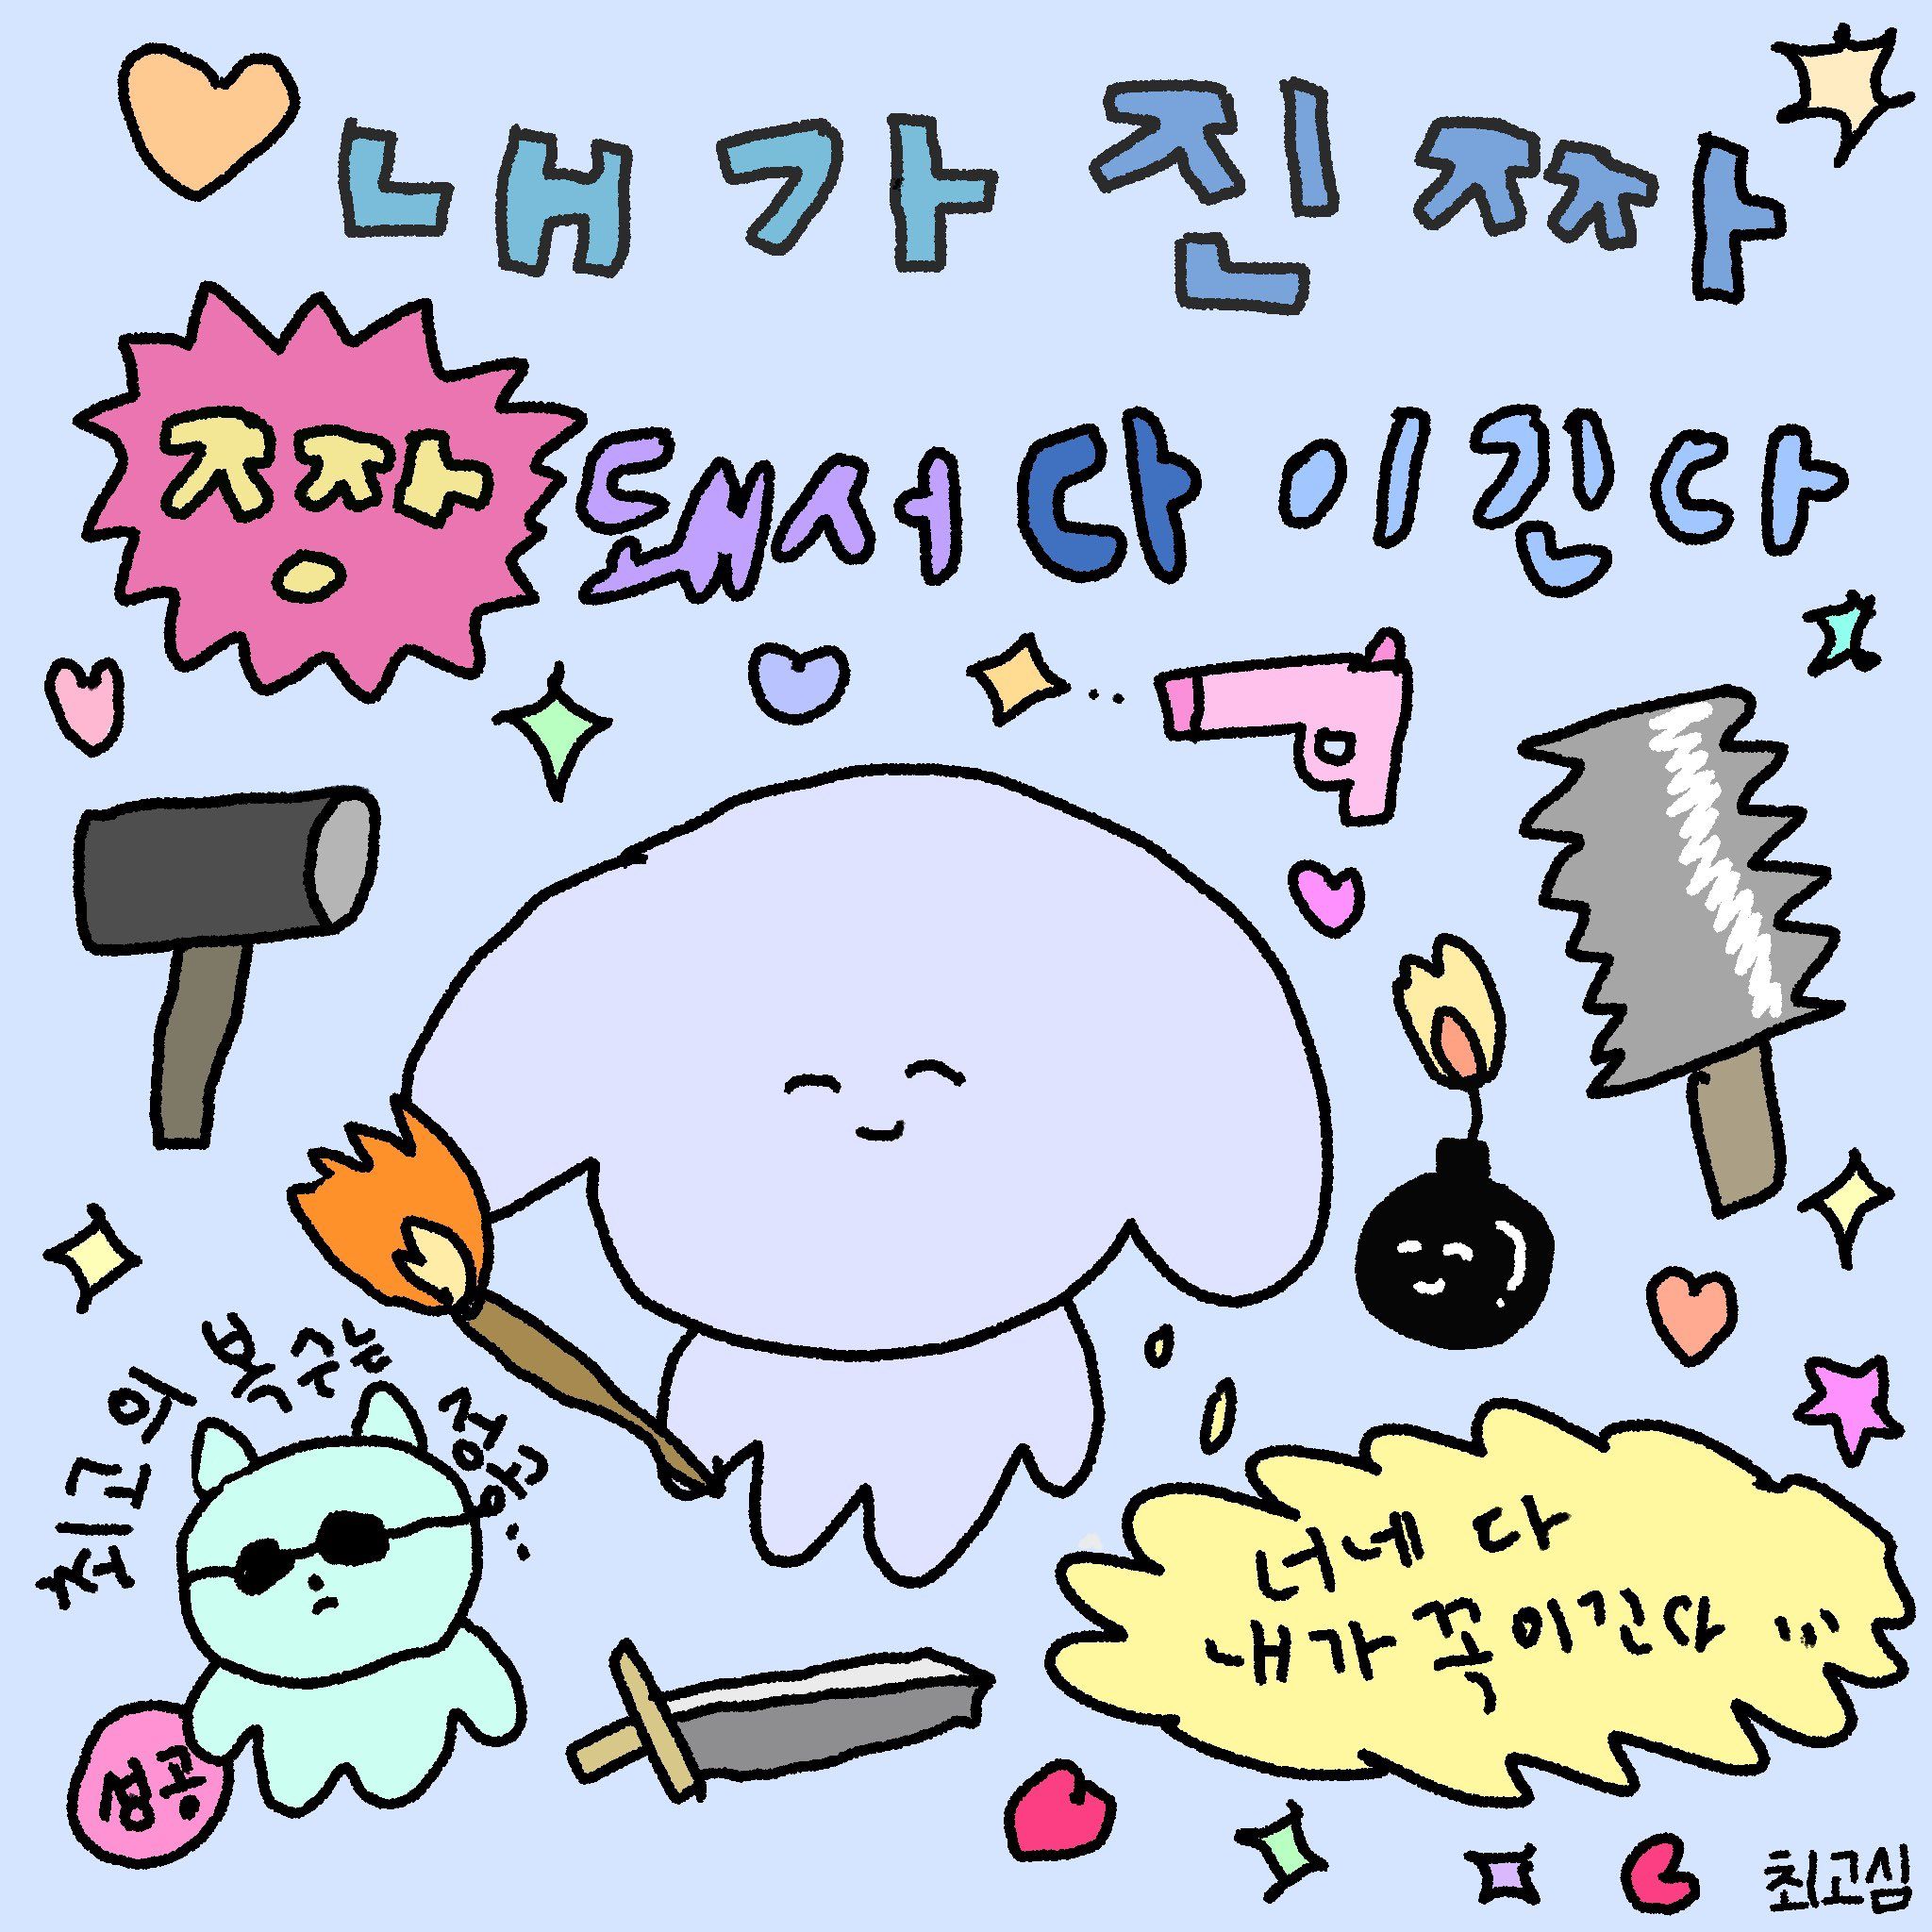 내가 진짜
짱 돼서 다 이긴다
최고의 복수는 성공..
성공
너네 다
내가 꼭 이긴다 !!!
최고심